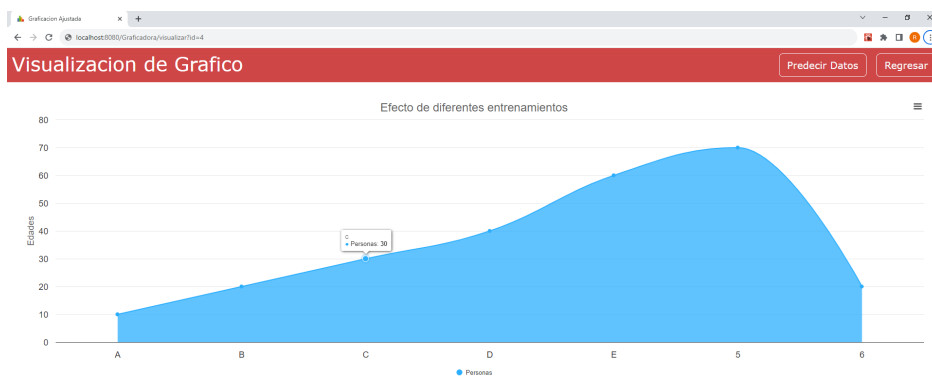 Graficacion Ajustada
localhost:8080/Graficadora/visualizar?id=4
Visualizacion de Grafico
Predecir Datos
Regresar
Efecto de diferentes entrenamientos
80
70
60
50
40
30
20
10
0
Edades
C
Personas: 30
A B C D E 5 6
Personas